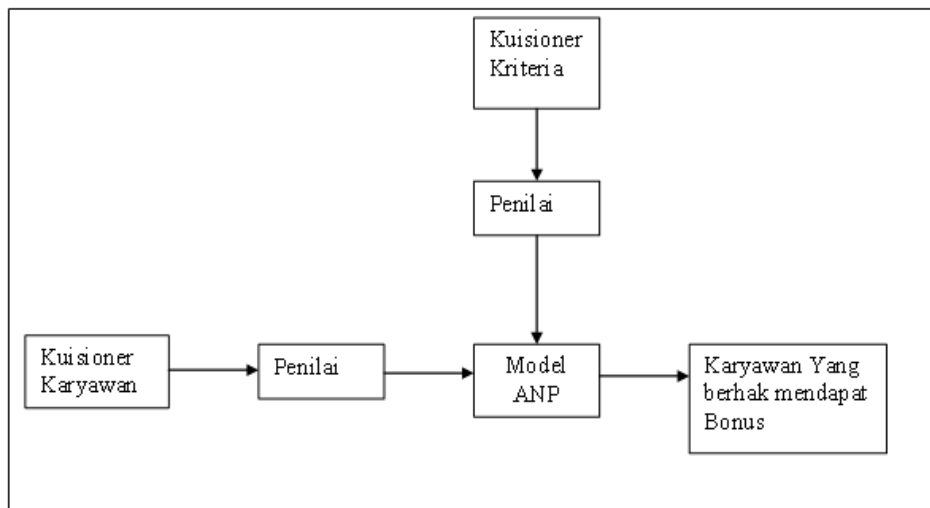 Kuisioner
Kriteria
Penilai
Kuisioner
Karyawan
Penilai
Model
ANP
Karyawan Yang
berhak mendapat
Bonus